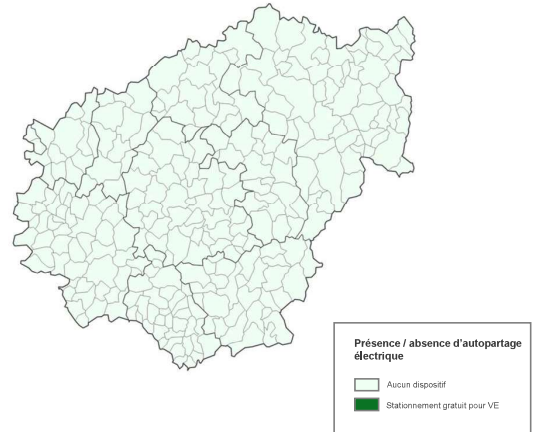 Présence / absence d'autopartage
électrique
Aucun dispositif
Stationnement gratuit pour VE